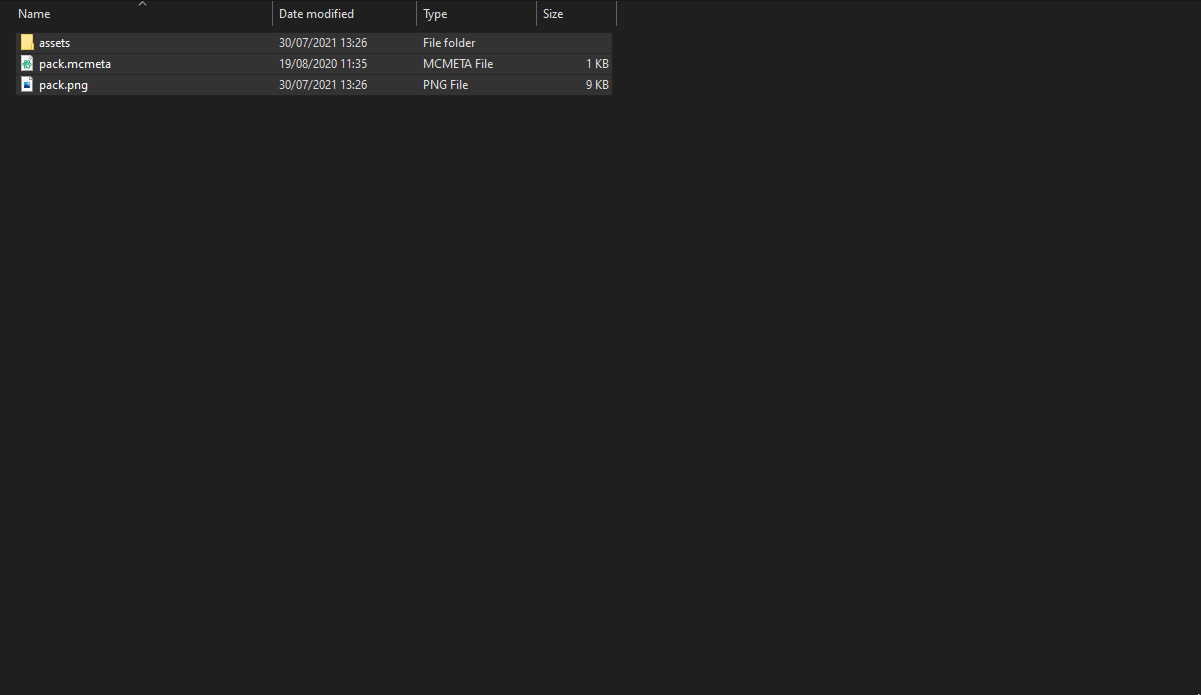 Name Date modified Type Size
assets 30/07/2021 13:26 File folder
pack.mcmeta 19/08/2020 11:35 MCMETA File 1 KB
pack.png 30/07/2021 13:26 PNG File 9 KB